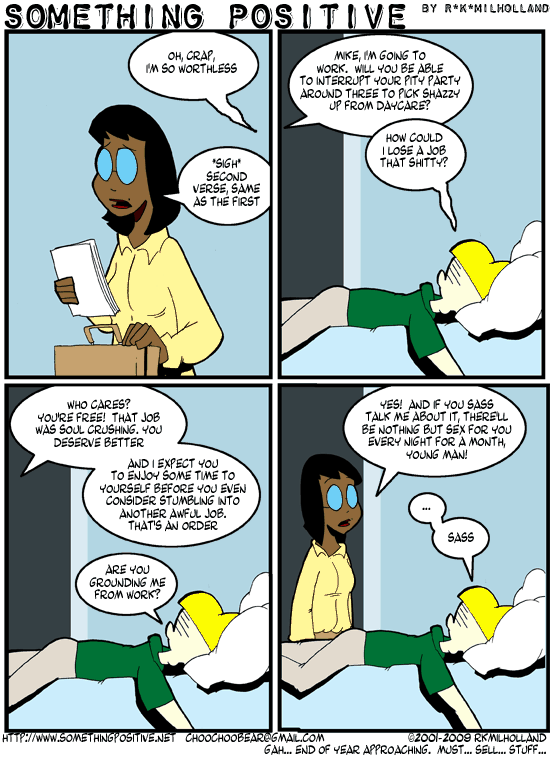 SOMETHING POSITIVE BY R*K*MILHOLLAND
OH, CRAP,
I'M SO WORTHLESS
*SIGH*
SECOND
VERSE, SAME
AS THE FIRST
MIKE, I'M GOING TO
WORK. WILL YOU BE ABLE
TO INTERRUPT YOUR PITY PARTY
AROUND THREE TO PICK SHAZZY
UP FROM DAYCARE?
HOW COULD
I LOSE A JOB
THAT SHITTY?
WHO CARES?
YOU'RE FREE! THAT JOB
WAS SOUL CRUSHING. YOU
DESERVE BETTER
AND I EXPECT YOU
TO ENJOY SOME TIME TO
YOURSELF BEFORE YOU EVEN
CONSIDER STUMBLING INTO
ANOTHER AWFUL JOB.
THAT'S AN ORDER
ARE YOU
GROUNDING ME
FROM WORK?
YES! AND IF YOU SASS
TALK ME ABOUT IT, THERE'LL
BE NOTHING BUT SEX FOR YOU
EVERY NIGHT FOR A MONTH,
YOUNG MAN!
...
SASS
HTTP://WWW.SOMETHINGPOSITIVE.NET CHOOCHOOBEAR@GMAIL.COM ©2001-2009 RKMILHOLLAND
GAH... END OF YEAR APPROACHING. MUST... SELL... STUFF...